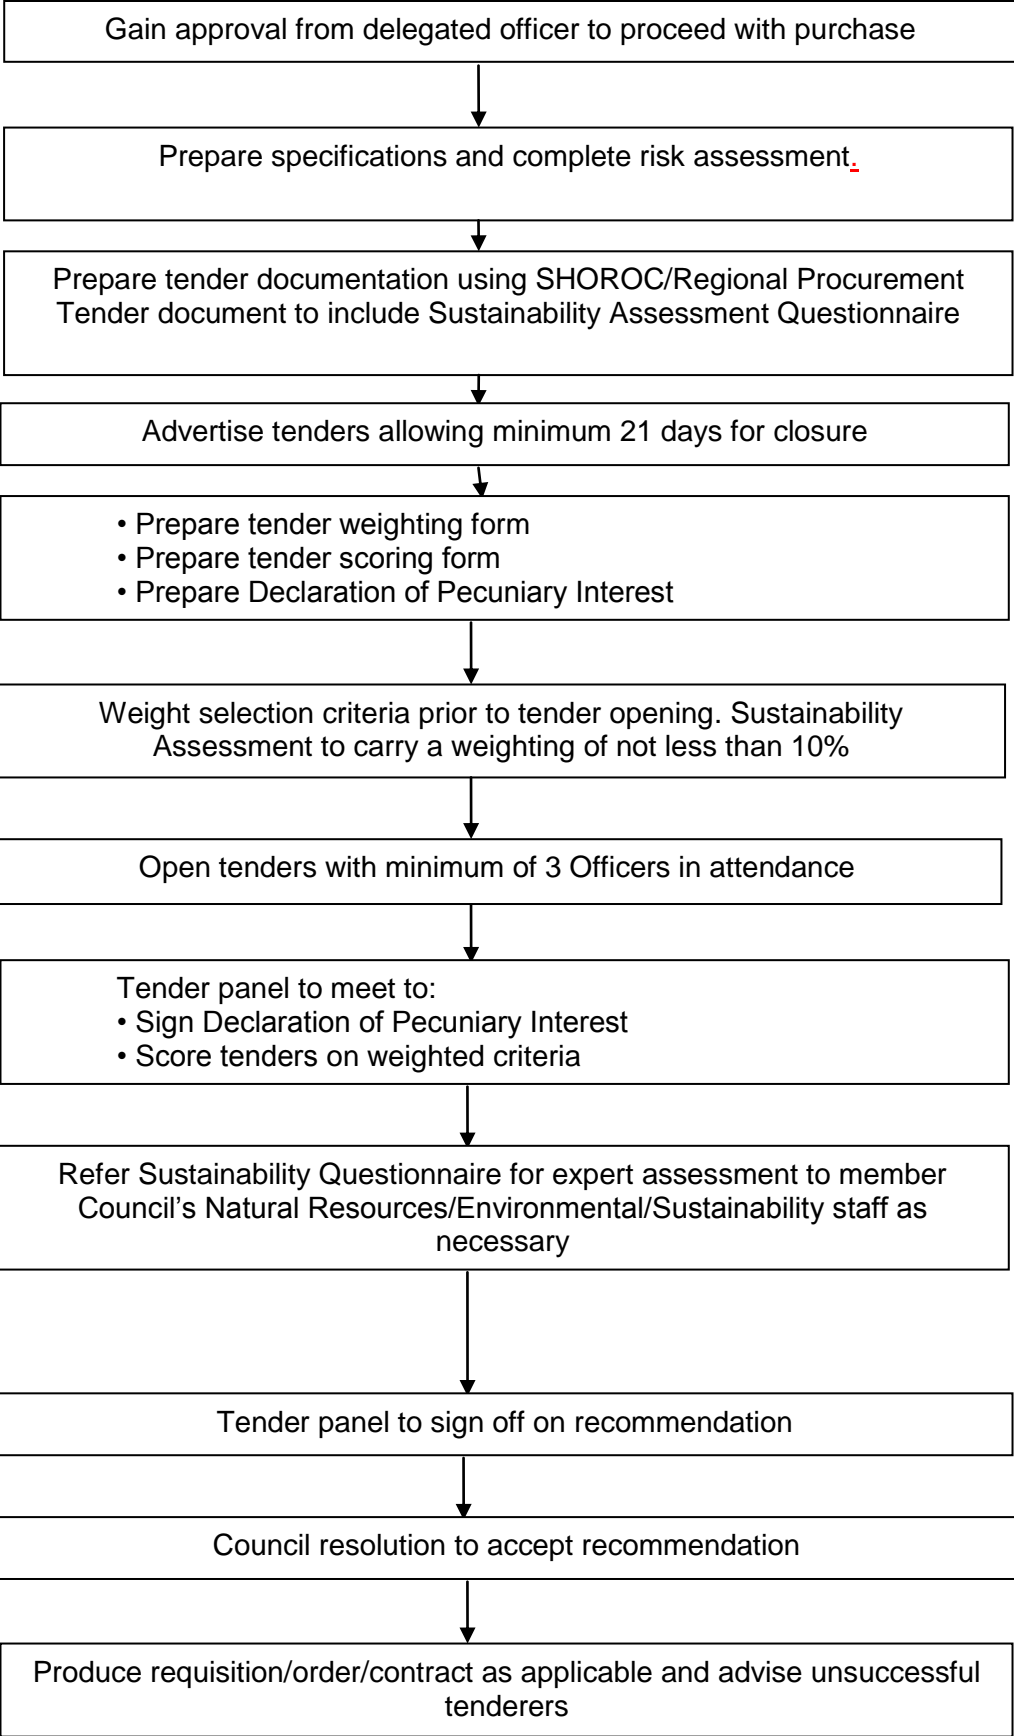 Gain approval from delegated officer to proceed with purchase
Prepare specifications and complete risk assessment.
Prepare tender documentation using SHOROC/Regional Procurement
Tender document to include Sustainability Assessment Questionnaire
Advertise tenders allowing minimum 21 days for closure
• Prepare tender weighting form
• Prepare tender scoring form
• Prepare Declaration of Pecuniary Interest
Weight selection criteria prior to tender opening. Sustainability
Assessment to carry a weighting of not less than 10%
Open tenders with minimum of 3 Officers in attendance
Tender panel to meet to:
• Sign Declaration of Pecuniary Interest
• Score tenders on weighted criteria
Refer Sustainability Questionnaire for expert assessment to member
Council's Natural Resources/Environmental/Sustainability staff as
necessary
Tender panel to sign off on recommendation
Council resolution to accept recommendation
Produce requisition/order/contract as applicable and advise unsuccessful
tenderers